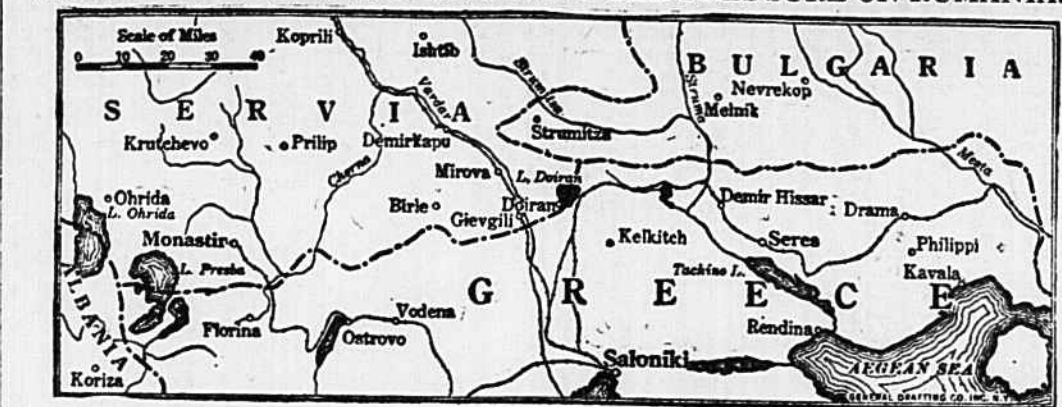 Scale of Miles
0 10 20 30 40
Koprili
Ishtib
Strumitza
BULGARIA
Nevrekop
Struma
Melnik
SERVIA
Vardar
Strumitza
Krutchevo
Prilip
Demirkapu
Cherna
Mirova
L. Doiran
Mesta
Ohrida
L. Ohrida
Birle
Doiran
Gievgili
Demir Hissar
Drama
Monastir
Kelkitch
Seres
Philippi
L. Presba
Tachino L.
Kavala
GREECE
ALBANIA
Florina
Vodena
Ostrovo
Rendina
Saloniki
Koriza
AEGEAN SEA
GENERAL DRAFTING CO. INC. N.Y.